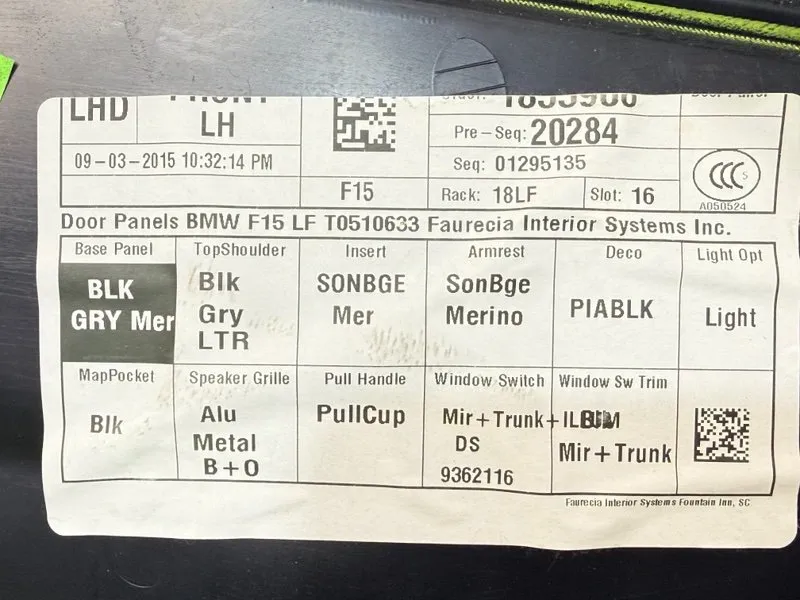 LHD
FRONT
LH
Pre-Seq: 20284
09-03-2015 10:32:14 PM
Seq: 01295135
CCC S
F15
Rack: 18LF
Slot: 16
A050524
Door Panels BMW F15 LF T0510633 Faurecia Interior Systems Inc.
Base Panel
BLK
GRY Mer
TopShoulder
Blk
Gry
LTR
Insert
SONBGE
Mer
Armrest
SonBge
Merino
Deco
PIABLK
Light Opt
Light
MapPocket
Blk
Speaker Grille
Alu
Metal
B+O
Pull Handle
PullCup
Window Switch
Mir+Trunk+
DS
9362116
Window Sw Trim
Mir+Trunk
Faurecia Interior Systems Fountain Inn, SC